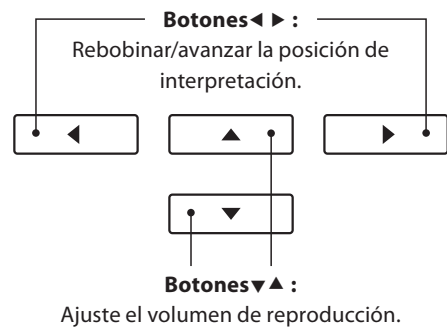 Botones◀ ▶ :
Rebobinar/avanzar la posición de
interpretación.
◀ ▲ ▶
▼
Botones▼▲ :
Ajuste el volumen de reproducción.